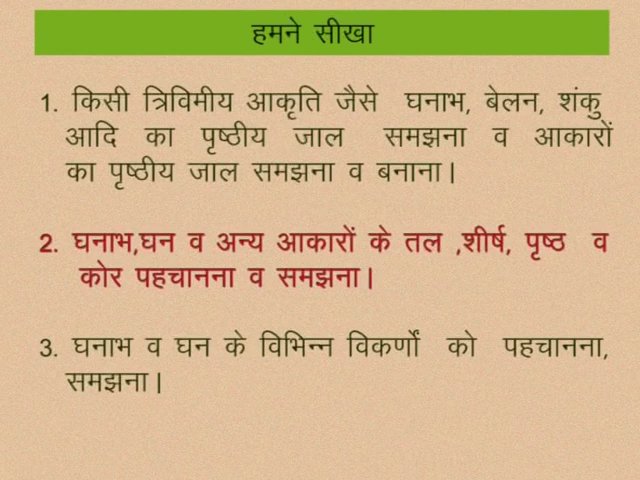 हमने सीखा
1. किसी त्रिविमीय आकृति जैसे घनाभ, बेलन, शंकु
आदि का पृष्ठीय जाल समझना व आकारों
का पृष्ठीय जाल समझना व बनाना।
2. घनाभ,घन व अन्य आकारों के तल ,शीर्ष, पृष्ठ व
कोर पहचानना व समझना।
3. घनाभ व घन के विभिन्न विकर्णों को पहचानना,
समझना।